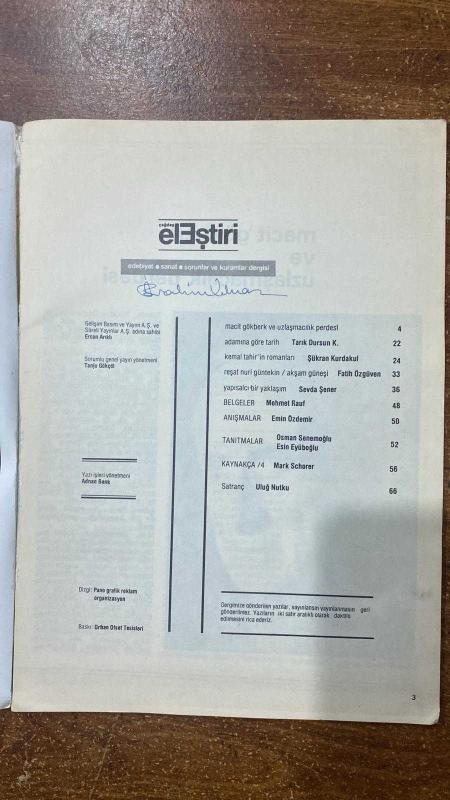 çağdaş
eleştiri
edebiyat • sanat • sorunlar ve kuramlar dergisi
Gelişim Basım ve Yayın A.Ş. ve
Süreli Yayınlar A.Ş. adına sahibi
Ercan Arıklı
Sorumlu genel yayın yönetmeni
Tanju Gökçöl
Yazı işleri yönetmeni
Adnan Benk
Dizgi: Pano grafik reklam
organizasyon
Baskı: Orhan Ofset Tesisleri
macit gökberk ve uzlaşmacılık perdesi 4
adamına göre tarih Tarık Dursun K. 22
kemal tahir'in romanları Şükran Kurdakul 24
reşat nuri güntekin / akşam güneşi Fatih Özgüven 33
yapısalcı bir yaklaşım Sevda Şener 36
BELGELER Mehmet Rauf 48
ANIŞMALAR Emin Özdemir 50
TANITMALAR Osman Senemoğlu
Esin Eyüboğlu 52
KAYNAKÇA /4 Mark Schorer 56
Satranç Uluğ Nutku 66
Dergimize gönderilen yazılar, yayınlansın yayınlanmasın geri
gönderilmez. Yazıların iki satır aralıklı olarak daktilo
edilmesini rica ederiz.
3